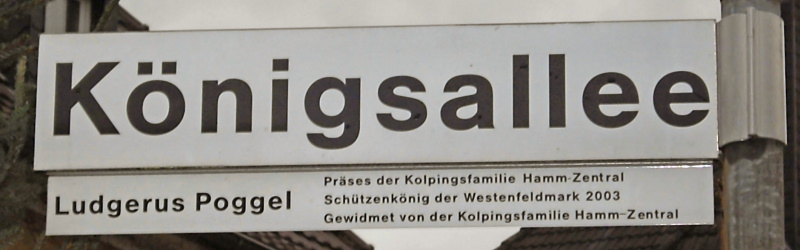 Königsallee
Ludgerus Poggel
Präses der Kolpingsfamilie Hamm-Zentral
Schützenkönig der Westenfeldmark 2003
Gewidmet von der Kolpingsfamilie Hamm-Zentral